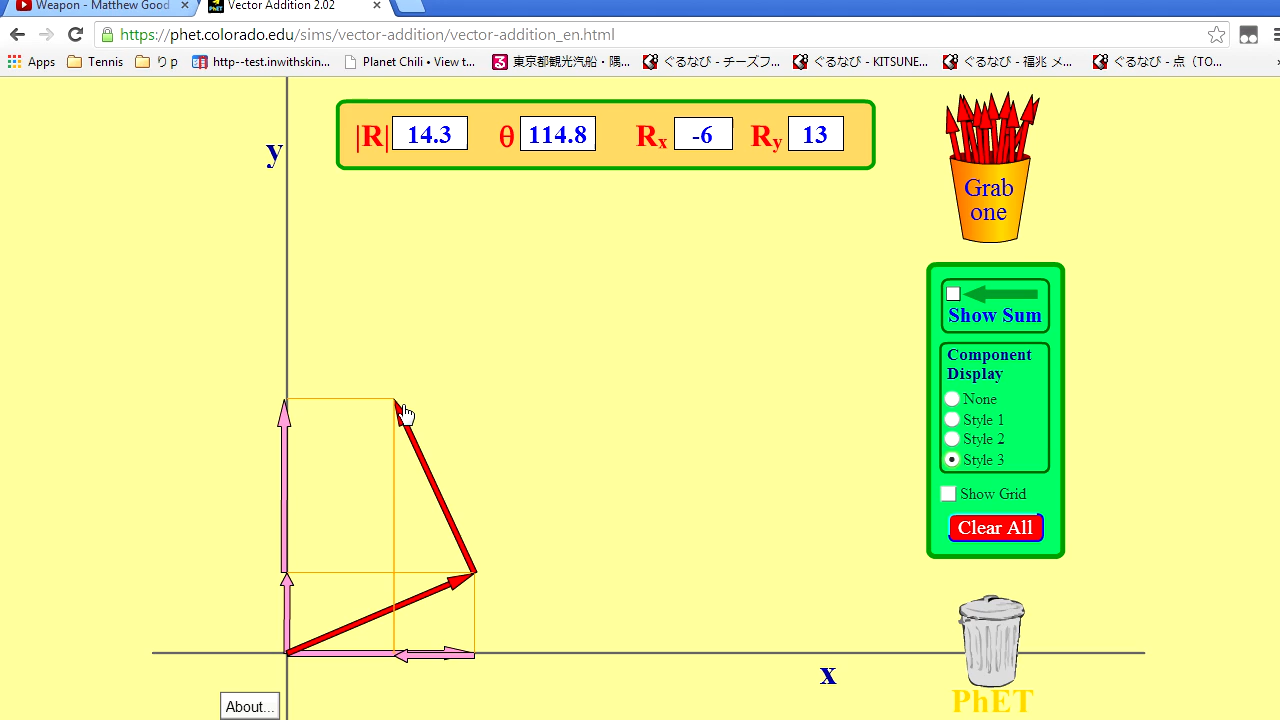 Weapon - Matthew Good
Vector Addition 2.02
https://phet.colorado.edu/sims/vector-addition/vector-addition_en.html
Apps Tennis りp http--test.inwithskin... Planet Chili • View t... 東京都観光汽船・隅... ぐるなび - チーズフ... ぐるなび - KITSUNE... ぐるなび - 福兆 メ... ぐるなび - 点（TO...
|R| 14.3 θ 114.8 Rx -6 Ry 13
y
Grab
one
Show Sum
Component
Display
None
Style 1
Style 2
Style 3
Show Grid
Clear All
x
PhET
About...